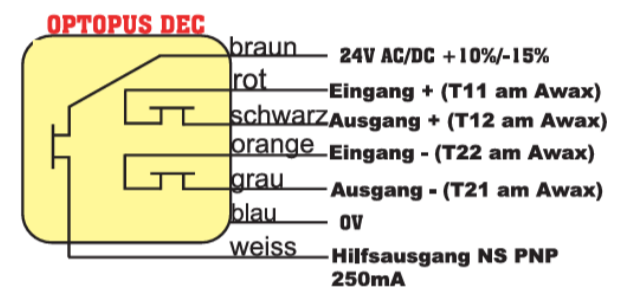 OPTOPUS DEC
braun 24V AC/DC +10%/-15%
rot Eingang + (T11 am Awax)
schwarz Ausgang + (T12 am Awax)
orange Eingang - (T22 am Awax)
grau Ausgang - (T21 am Awax)
blau 0V
weiss Hilfsausgang NS PNP
250mA